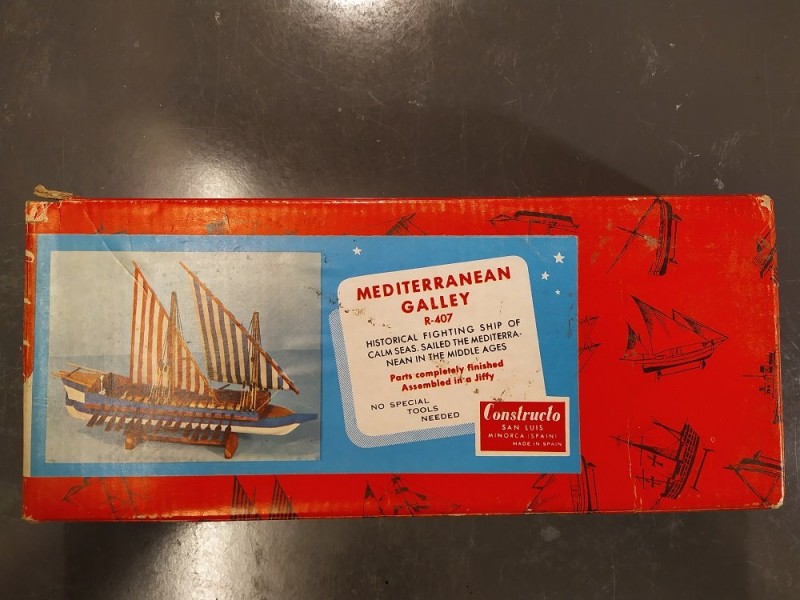 MEDITERRANEAN
GALLEY
R-407
HISTORICAL FIGHTING SHIP OF
CALM SEAS. SAILED THE MEDITERRA-
NEAN IN THE MIDDLE AGES
Parts completely finished
Assembled in a Jiffy
NO SPECIAL
TOOLS
NEEDED
Constructo
SAN LUIS
MINORCA (SPAIN)
MADE IN SPAIN